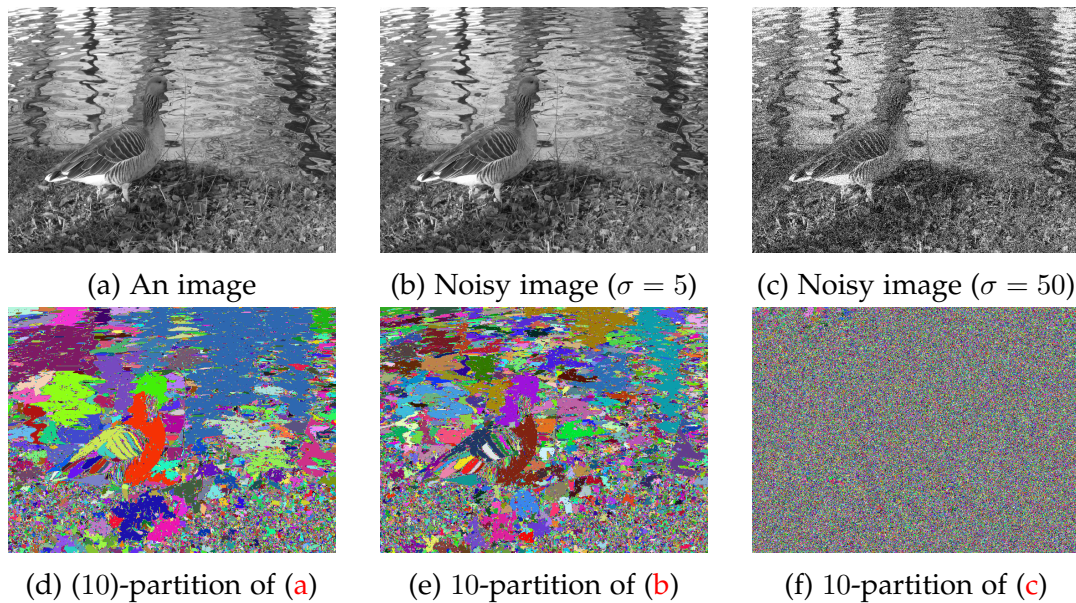 (a) An image
(b) Noisy image (σ = 5)
(c) Noisy image (σ = 50)
(d) (10)-partition of (a)
(e) 10-partition of (b)
(f) 10-partition of (c)